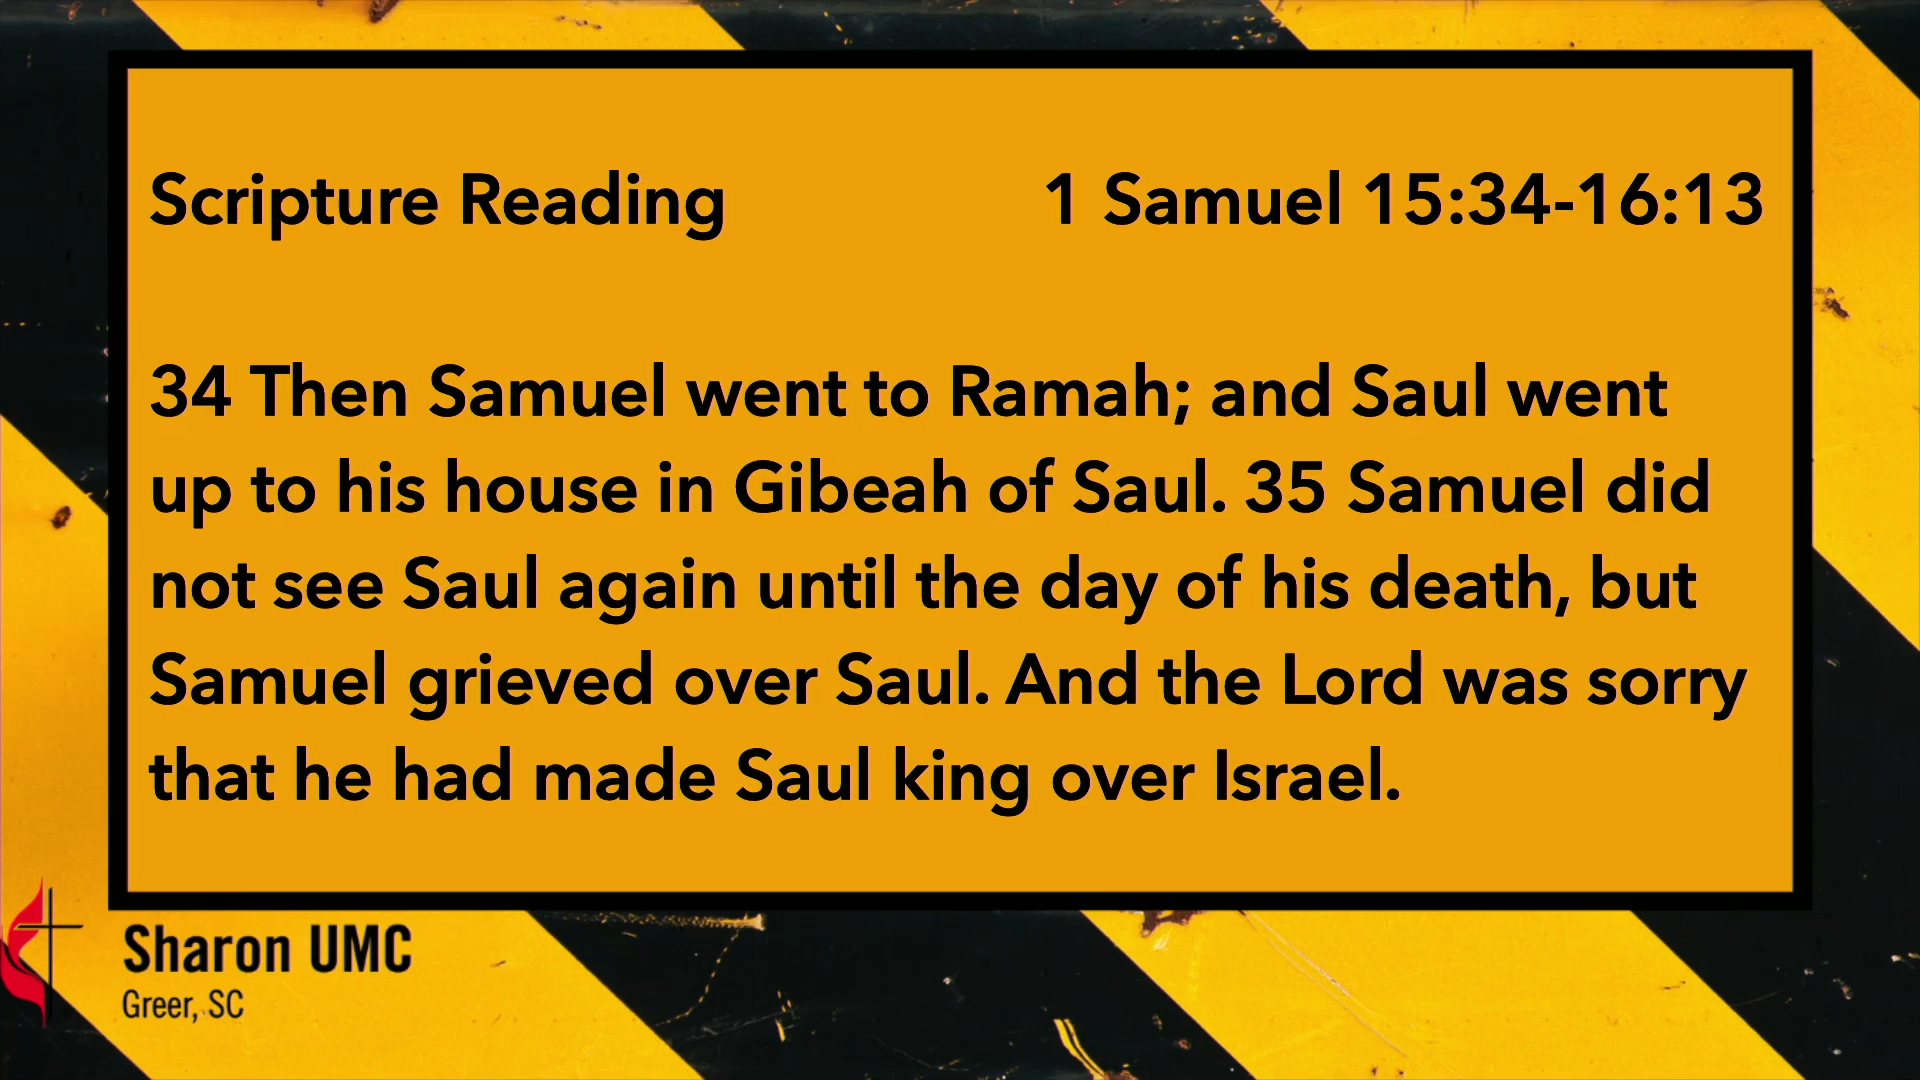 Scripture Reading 1 Samuel 15:34-16:13
34 Then Samuel went to Ramah; and Saul went
up to his house in Gibeah of Saul. 35 Samuel did
not see Saul again until the day of his death, but
Samuel grieved over Saul. And the Lord was sorry
that he had made Saul king over Israel.
Sharon UMC
Greer, SC